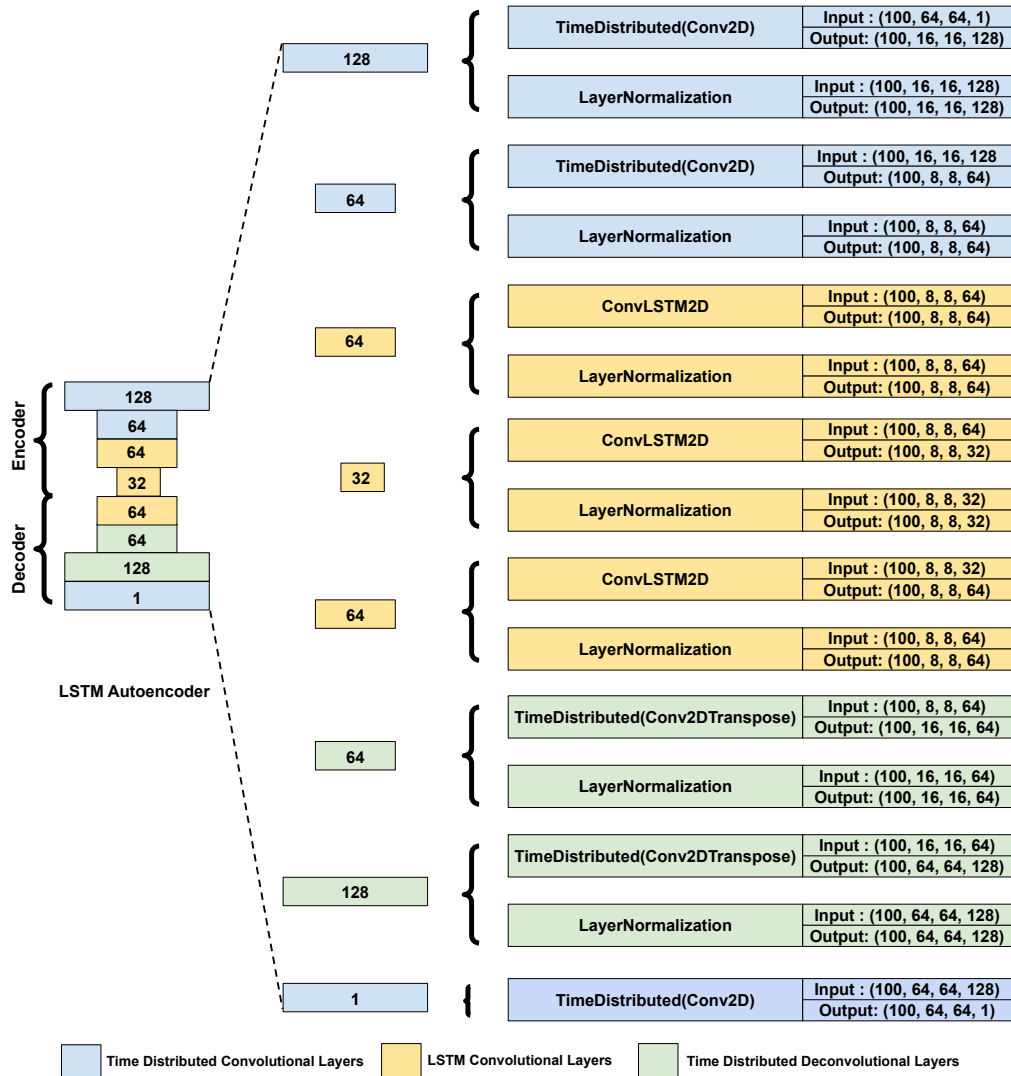 Encoder
Decoder
128
64
64
32
64
64
128
1
LSTM Autoencoder
128
TimeDistributed(Conv2D)
Input : (100, 64, 64, 1)
Output: (100, 16, 16, 128)
LayerNormalization
Input : (100, 16, 16, 128)
Output: (100, 16, 16, 128)
64
TimeDistributed(Conv2D)
Input : (100, 16, 16, 128
Output: (100, 8, 8, 64)
LayerNormalization
Input : (100, 8, 8, 64)
Output: (100, 8, 8, 64)
64
ConvLSTM2D
Input : (100, 8, 8, 64)
Output: (100, 8, 8, 64)
LayerNormalization
Input : (100, 8, 8, 64)
Output: (100, 8, 8, 64)
32
ConvLSTM2D
Input : (100, 8, 8, 64)
Output: (100, 8, 8, 32)
LayerNormalization
Input : (100, 8, 8, 32)
Output: (100, 8, 8, 32)
64
ConvLSTM2D
Input : (100, 8, 8, 32)
Output: (100, 8, 8, 64)
LayerNormalization
Input : (100, 8, 8, 64)
Output: (100, 8, 8, 64)
64
TimeDistributed(Conv2DTranspose)
Input : (100, 8, 8, 64)
Output: (100, 16, 16, 64)
LayerNormalization
Input : (100, 16, 16, 64)
Output: (100, 16, 16, 64)
128
TimeDistributed(Conv2DTranspose)
Input : (100, 16, 16, 64)
Output: (100, 64, 64, 128)
LayerNormalization
Input : (100, 64, 64, 128)
Output: (100, 64, 64, 128)
1
TimeDistributed(Conv2D)
Input : (100, 64, 64, 128)
Output: (100, 64, 64, 1)
Time Distributed Convolutional Layers
LSTM Convolutional Layers
Time Distributed Deconvolutional Layers